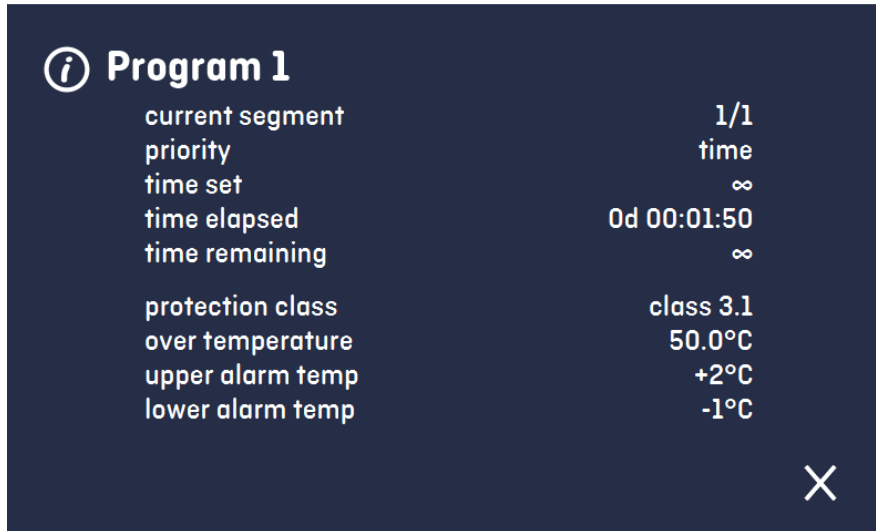 Program 1
current segment 1/1
priority time
time set ∞
time elapsed 0d 00:01:50
time remaining ∞
protection class class 3.1
over temperature 50.0°C
upper alarm temp +2°C
lower alarm temp -1°C